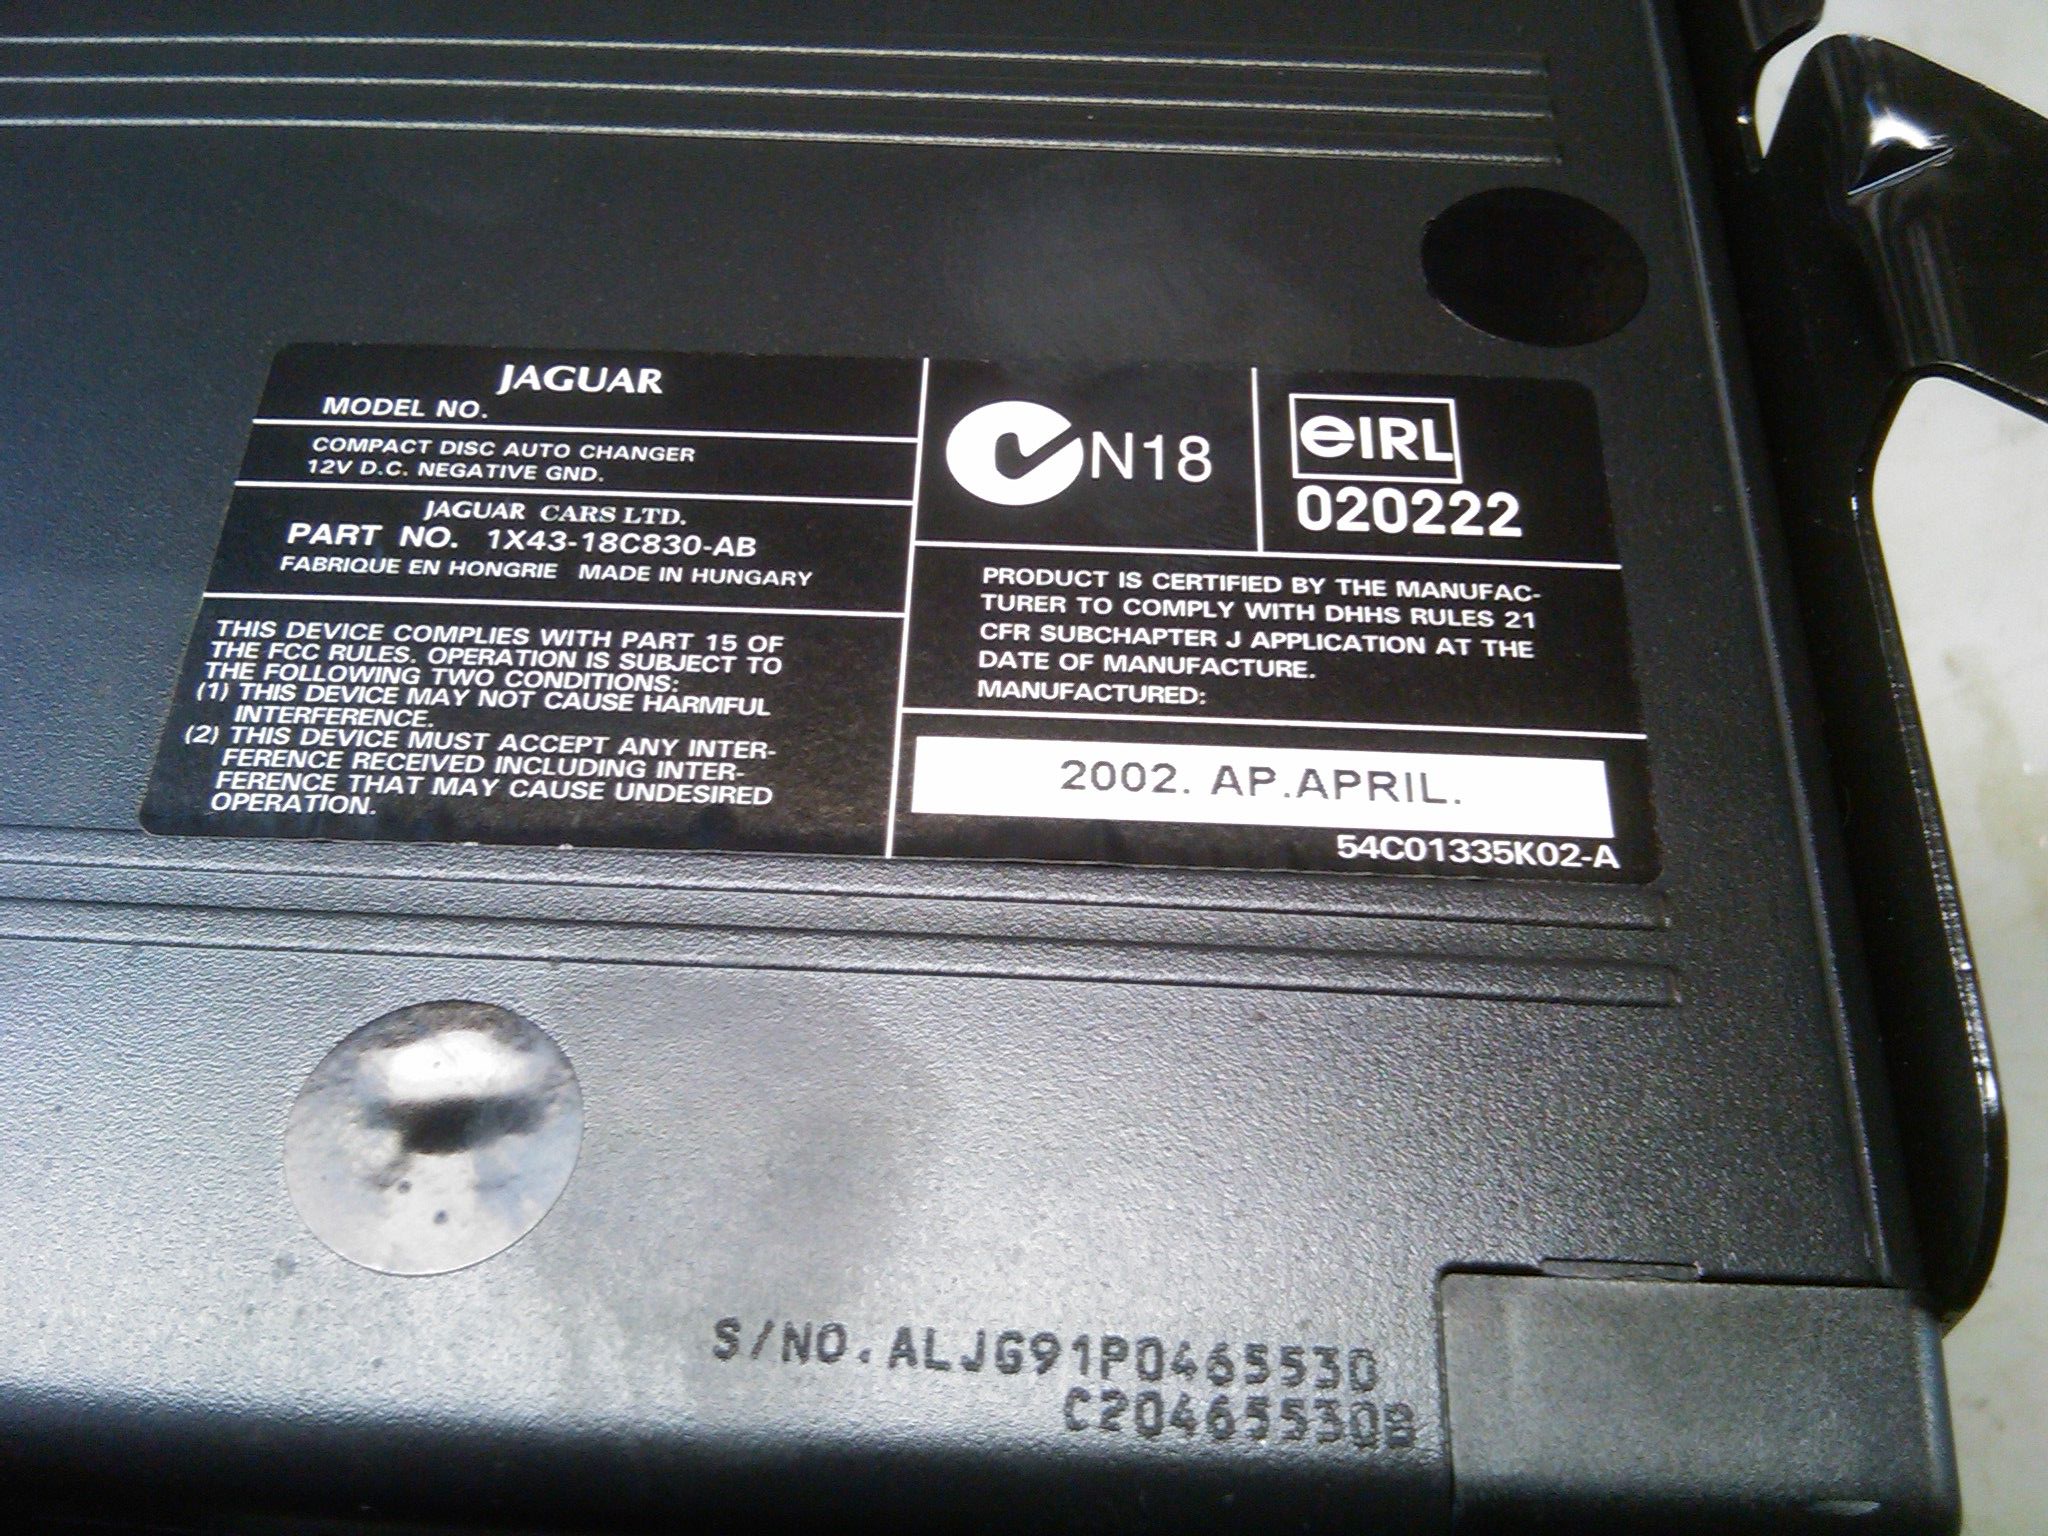 JAGUAR
MODEL NO.
COMPACT DISC AUTO CHANGER
12V D.C. NEGATIVE GND.
JAGUAR CARS LTD.
PART NO. 1X43-18C830-AB
FABRIQUE EN HONGRIE MADE IN HUNGARY
THIS DEVICE COMPLIES WITH PART 15 OF
THE FCC RULES. OPERATION IS SUBJECT TO
THE FOLLOWING TWO CONDITIONS:
(1) THIS DEVICE MAY NOT CAUSE HARMFUL
INTERFERENCE.
(2) THIS DEVICE MUST ACCEPT ANY INTER-
FERENCE RECEIVED INCLUDING INTER-
FERENCE THAT MAY CAUSE UNDESIRED
OPERATION.
N18
eIRL
020222
PRODUCT IS CERTIFIED BY THE MANUFAC-
TURER TO COMPLY WITH DHHS RULES 21
CFR SUBCHAPTER J APPLICATION AT THE
DATE OF MANUFACTURE.
MANUFACTURED:
2002. AP.APRIL.
54C01335K02-A
S/NO.ALJG91P0465530
C20465530B